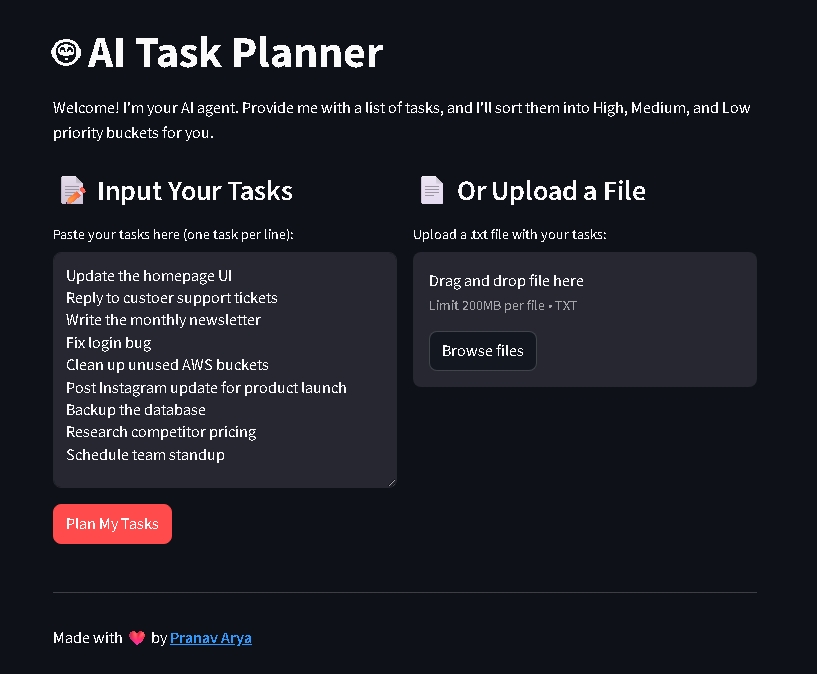 AI Task Planner
Welcome! I'm your AI agent. Provide me with a list of tasks, and I'll sort them into High, Medium, and Low
priority buckets for you.
Input Your Tasks
Paste your tasks here (one task per line):
Update the homepage UI
Reply to custoer support tickets
Write the monthly newsletter
Fix login bug
Clean up unused AWS buckets
Post Instagram update for product launch
Backup the database
Research competitor pricing
Schedule team standup
Plan My Tasks
Or Upload a File
Upload a .txt file with your tasks:
Drag and drop file here
Limit 200MB per file • TXT
Browse files
Made with ❤️ by Pranav Arya